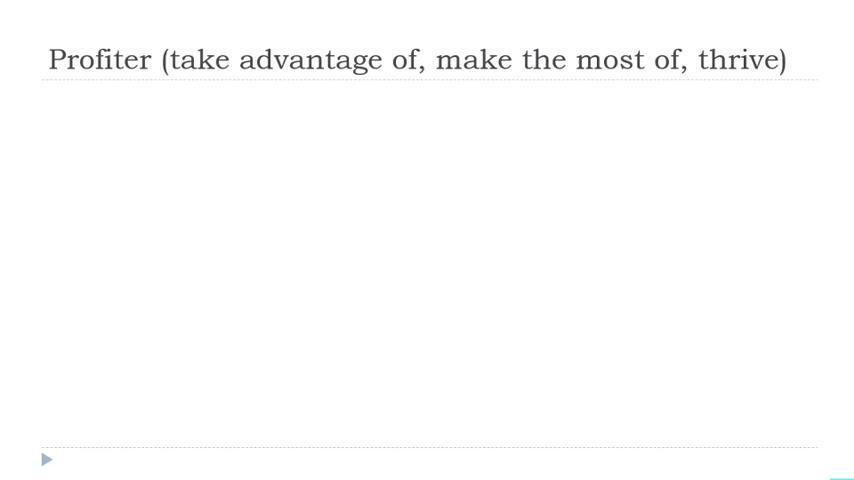 Profiter (take advantage of, make the most of, thrive)